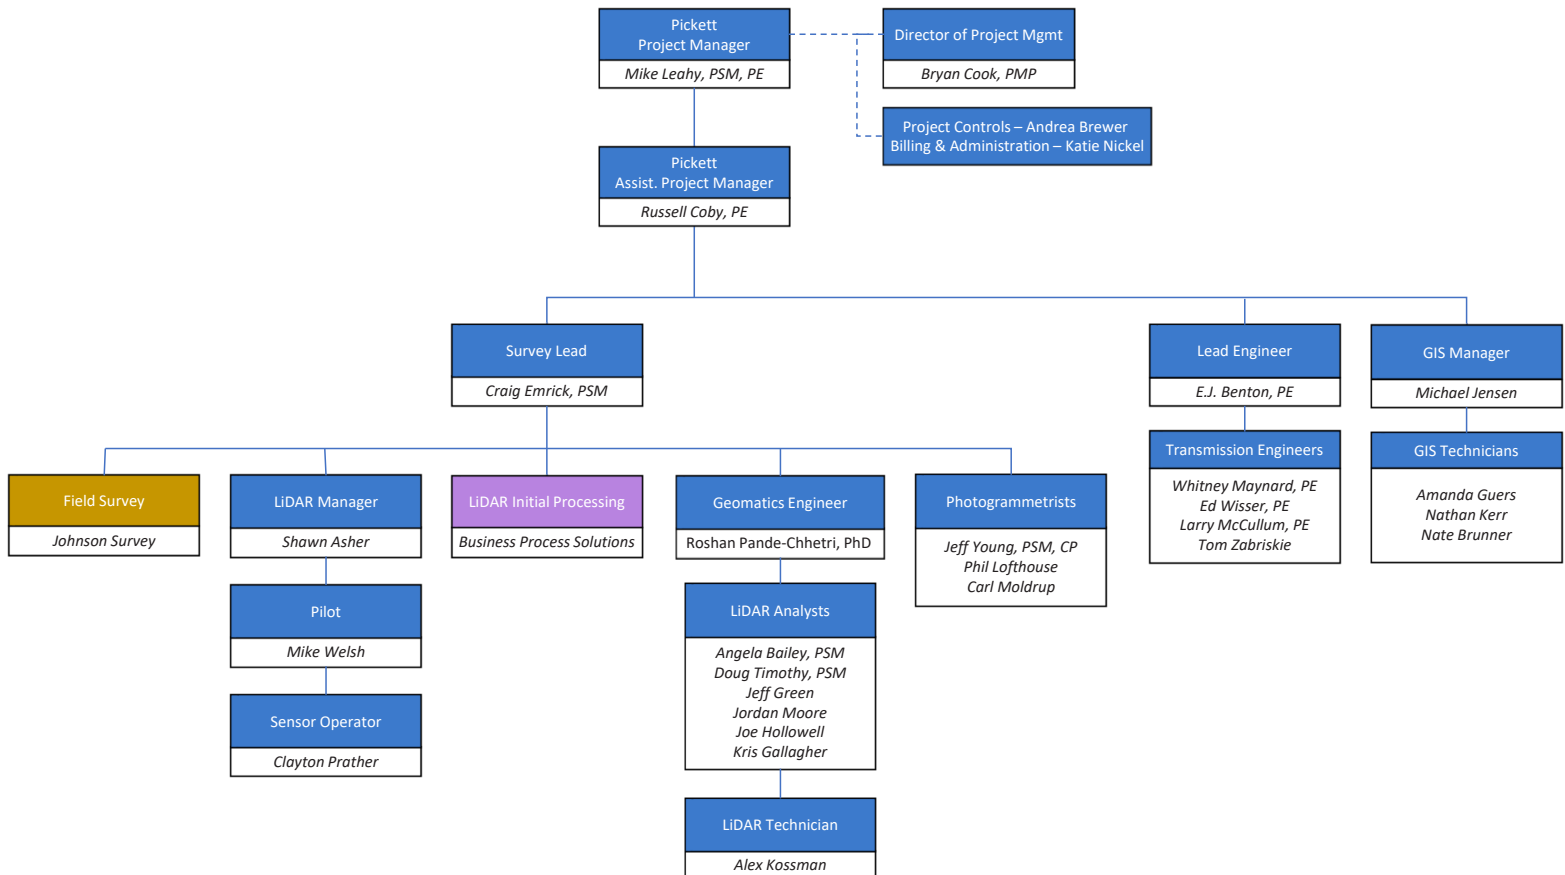 Pickett
Project Manager
Mike Leahy, PSM, PE
Director of Project Mgmt
Bryan Cook, PMP
Project Controls – Andrea Brewer
Billing & Administration – Katie Nickel
Pickett
Assist. Project Manager
Russell Coby, PE
Survey Lead
Craig Emrick, PSM
Lead Engineer
E.J. Benton, PE
GIS Manager
Michael Jensen
Transmission Engineers
Whitney Maynard, PE
Ed Wisser, PE
Larry McCullum, PE
Tom Zabriskie
GIS Technicians
Amanda Guers
Nathan Kerr
Nate Brunner
Field Survey
Johnson Survey
LiDAR Manager
Shawn Asher
Pilot
Mike Welsh
Sensor Operator
Clayton Prather
LiDAR Initial Processing
Business Process Solutions
Geomatics Engineer
Roshan Pande-Chhetri, PhD
LiDAR Analysts
Angela Bailey, PSM
Doug Timothy, PSM
Jeff Green
Jordan Moore
Joe Hollowell
Kris Gallagher
LiDAR Technician
Alex Kossman
Photogrammetrists
Jeff Young, PSM, CP
Phil Lofthouse
Carl Moldrup